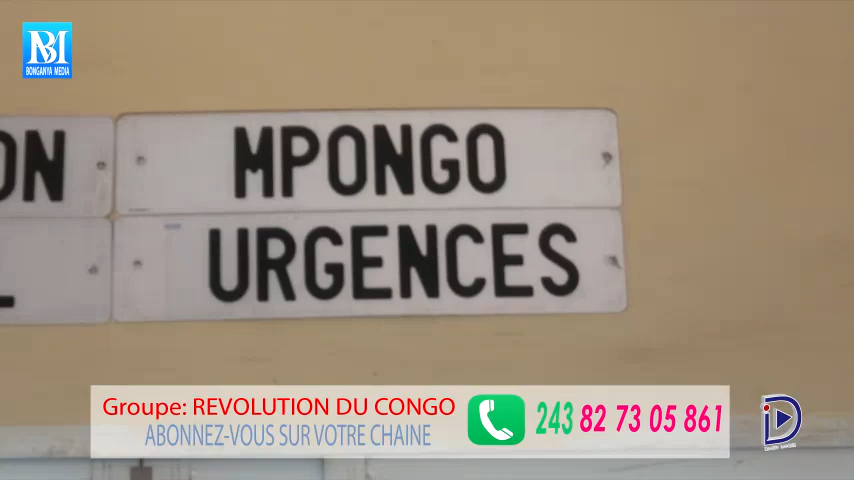 BM
BONGANYA MEDIA
ON MPONGO
URGENCES
Groupe: REVOLUTION DU CONGO
ABONNEZ-VOUS SUR VOTRE CHAINE
243 82 73 05 861